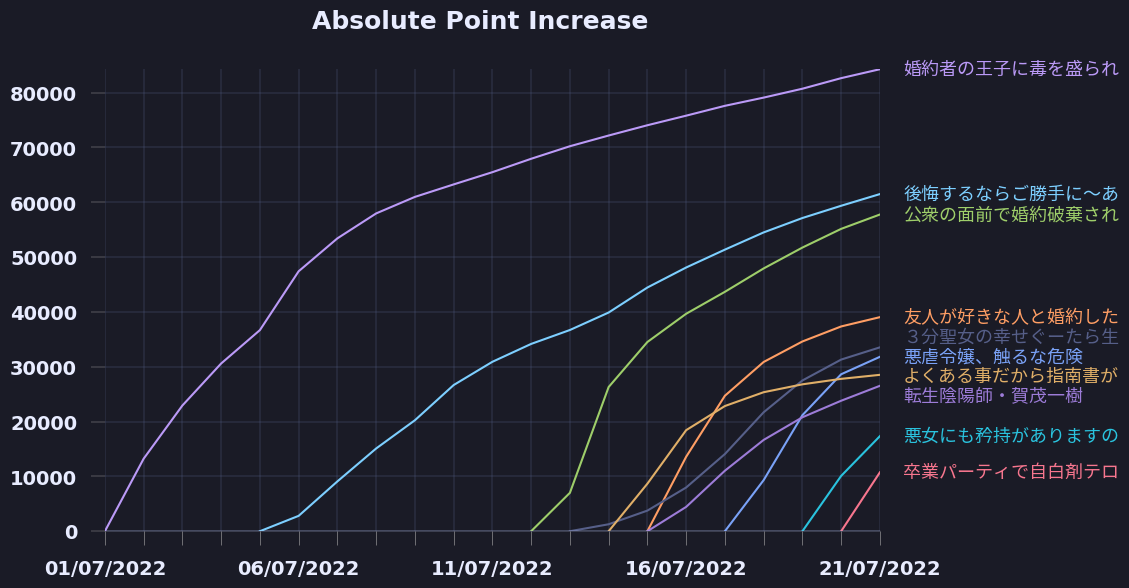 Absolute Point Increase
80000
70000
60000
50000
40000
30000
20000
10000
0
01/07/2022
06/07/2022
11/07/2022
16/07/2022
21/07/2022
婚約者の王子に毒を盛られ
後悔するならご勝手に～あ
公衆の面前で婚約破棄され
友人が好きな人と婚約した
３分聖女の幸せぐーたら生
悪虐令嬢、触るな危険
よくある事だから指南書が
転生陰陽師・賀茂一樹
悪女にも矜持がありますの
卒業パーティで自白剤テロ